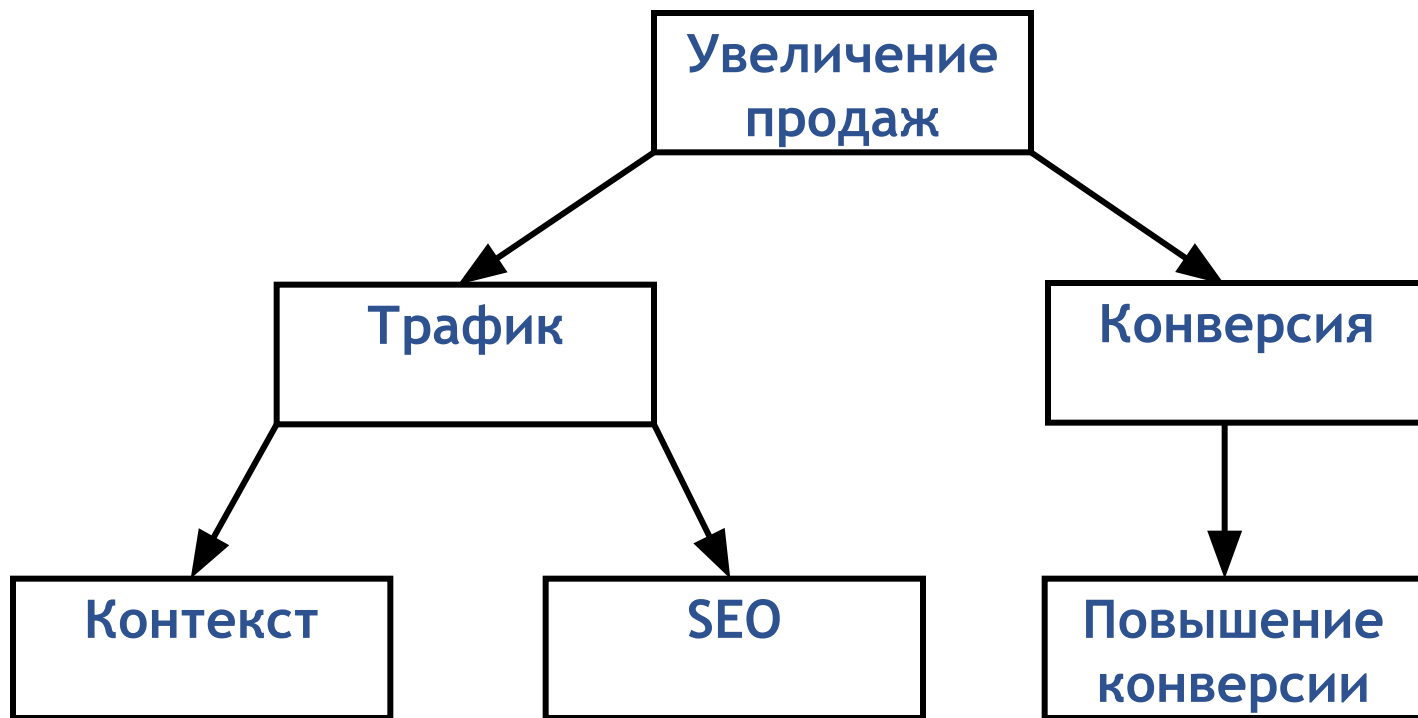 Увеличение
продаж
Трафик
Конверсия
Контекст
SEO
Повышение
конверсии